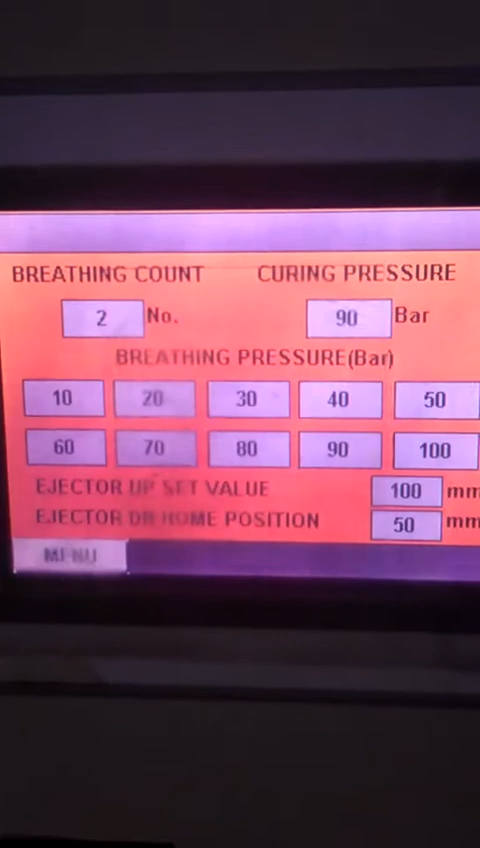 BREATHING COUNT CURING PRESSURE
2 No. 90 Bar
BREATHING PRESSURE(Bar)
10 20 30 40 50
60 70 80 90 100
EJECTOR UP SET VALUE 100 mm
EJECTOR DN HOME POSITION 50 mm
MENU